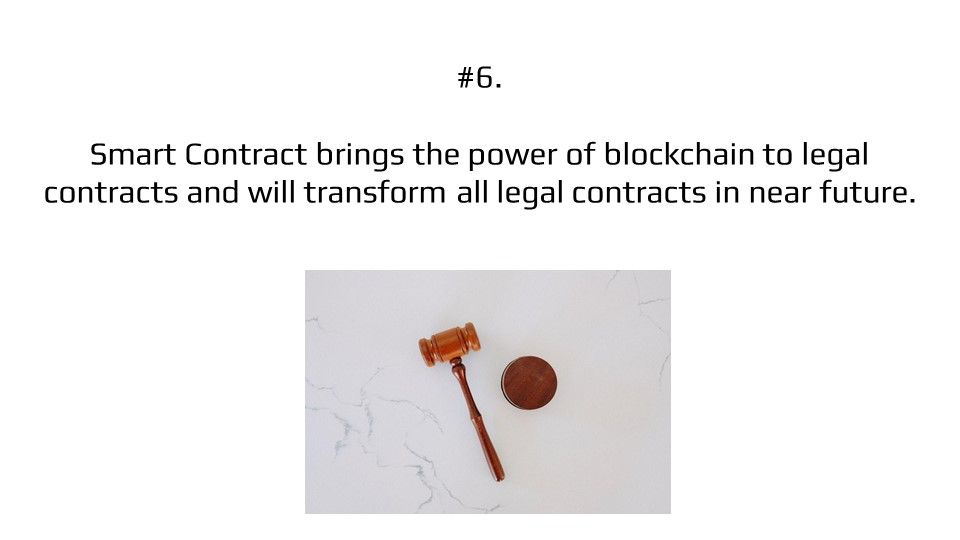 #6.
Smart Contract brings the power of blockchain to legal
contracts and will transform all legal contracts in near future.